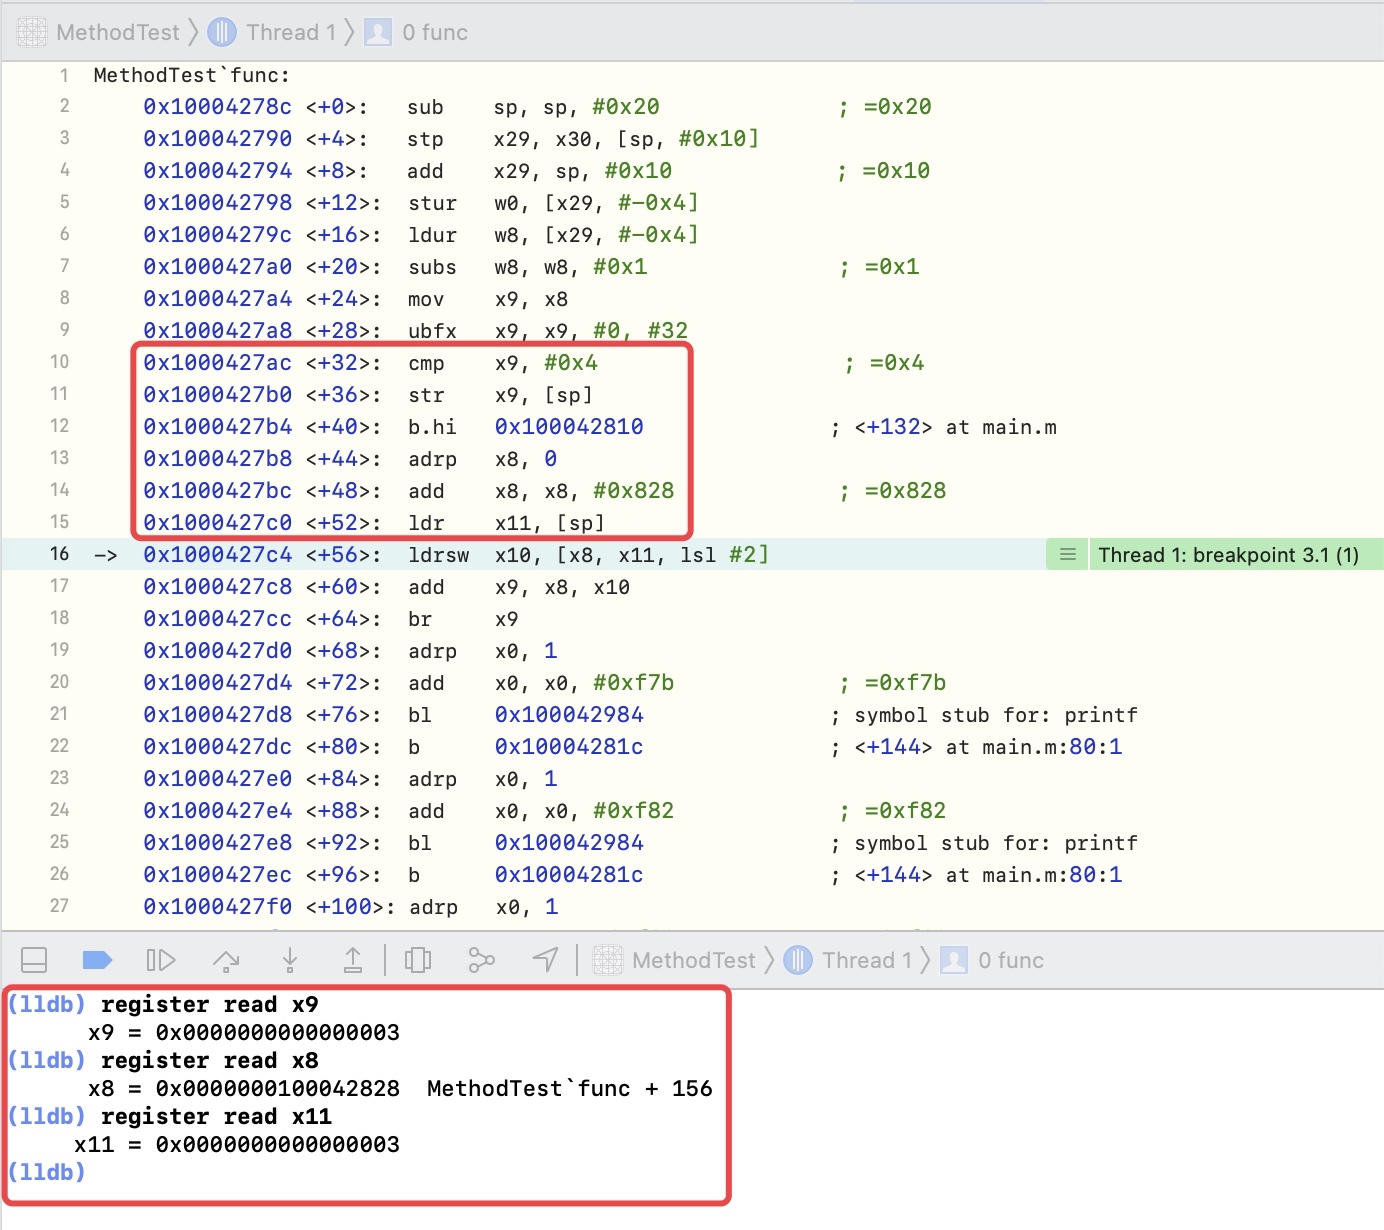 MethodTest 〉 Thread 1 〉 0 func
1 MethodTest`func:
2 0x10004278c <+0>: sub sp, sp, #0x20 ; =0x20
3 0x100042790 <+4>: stp x29, x30, [sp, #0x10]
4 0x100042794 <+8>: add x29, sp, #0x10 ; =0x10
5 0x100042798 <+12>: stur w0, [x29, #-0x4]
6 0x10004279c <+16>: ldur w8, [x29, #-0x4]
7 0x1000427a0 <+20>: subs w8, w8, #0x1 ; =0x1
8 0x1000427a4 <+24>: mov x9, x8
9 0x1000427a8 <+28>: ubfx x9, x9, #0, #32
10 0x1000427ac <+32>: cmp x9, #0x4 ; =0x4
11 0x1000427b0 <+36>: str x9, [sp]
12 0x1000427b4 <+40>: b.hi 0x100042810 ; <+132> at main.m
13 0x1000427b8 <+44>: adrp x8, 0
14 0x1000427bc <+48>: add x8, x8, #0x828 ; =0x828
15 0x1000427c0 <+52>: ldr x11, [sp]
16 -> 0x1000427c4 <+56>: ldrsw x10, [x8, x11, lsl #2] Thread 1: breakpoint 3.1 (1)
17 0x1000427c8 <+60>: add x9, x8, x10
18 0x1000427cc <+64>: br x9
19 0x1000427d0 <+68>: adrp x0, 1
20 0x1000427d4 <+72>: add x0, x0, #0xf7b ; =0xf7b
21 0x1000427d8 <+76>: bl 0x100042984 ; symbol stub for: printf
22 0x1000427dc <+80>: b 0x10004281c ; <+144> at main.m:80:1
23 0x1000427e0 <+84>: adrp x0, 1
24 0x1000427e4 <+88>: add x0, x0, #0xf82 ; =0xf82
25 0x1000427e8 <+92>: bl 0x100042984 ; symbol stub for: printf
26 0x1000427ec <+96>: b 0x10004281c ; <+144> at main.m:80:1
27 0x1000427f0 <+100>: adrp x0, 1
MethodTest 〉 Thread 1 〉 0 func
(lldb) register read x9
x9 = 0x0000000000000003
(lldb) register read x8
x8 = 0x0000000100042828 MethodTest`func + 156
(lldb) register read x11
x11 = 0x0000000000000003
(lldb)